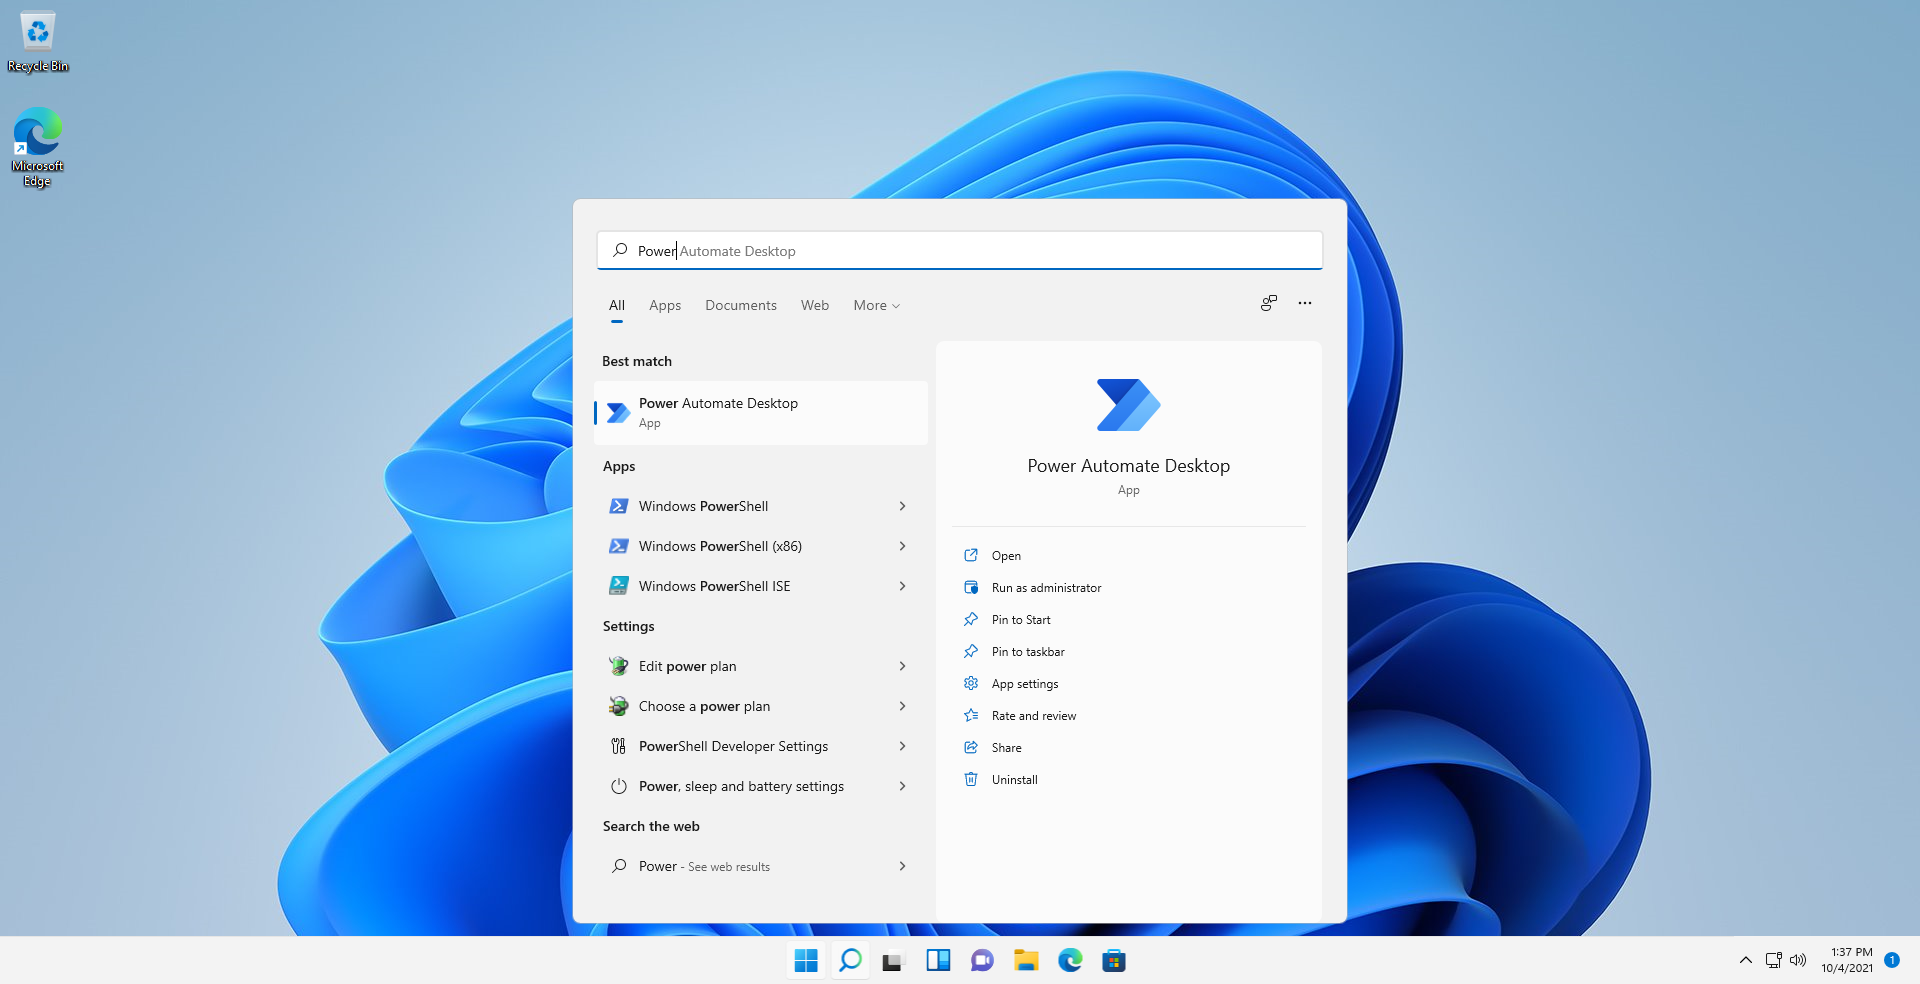 Recycle Bin
Microsoft
Edge
Power Automate Desktop
All Apps Documents Web More
Best match
Power Automate Desktop
App
Apps
Windows PowerShell
Windows PowerShell (x86)
Windows PowerShell ISE
Settings
Edit power plan
Choose a power plan
PowerShell Developer Settings
Power, sleep and battery settings
Search the web
Power - See web results
Power Automate Desktop
App
Open
Run as administrator
Pin to Start
Pin to taskbar
App settings
Rate and review
Share
Uninstall
1:37 PM
10/4/2021
1